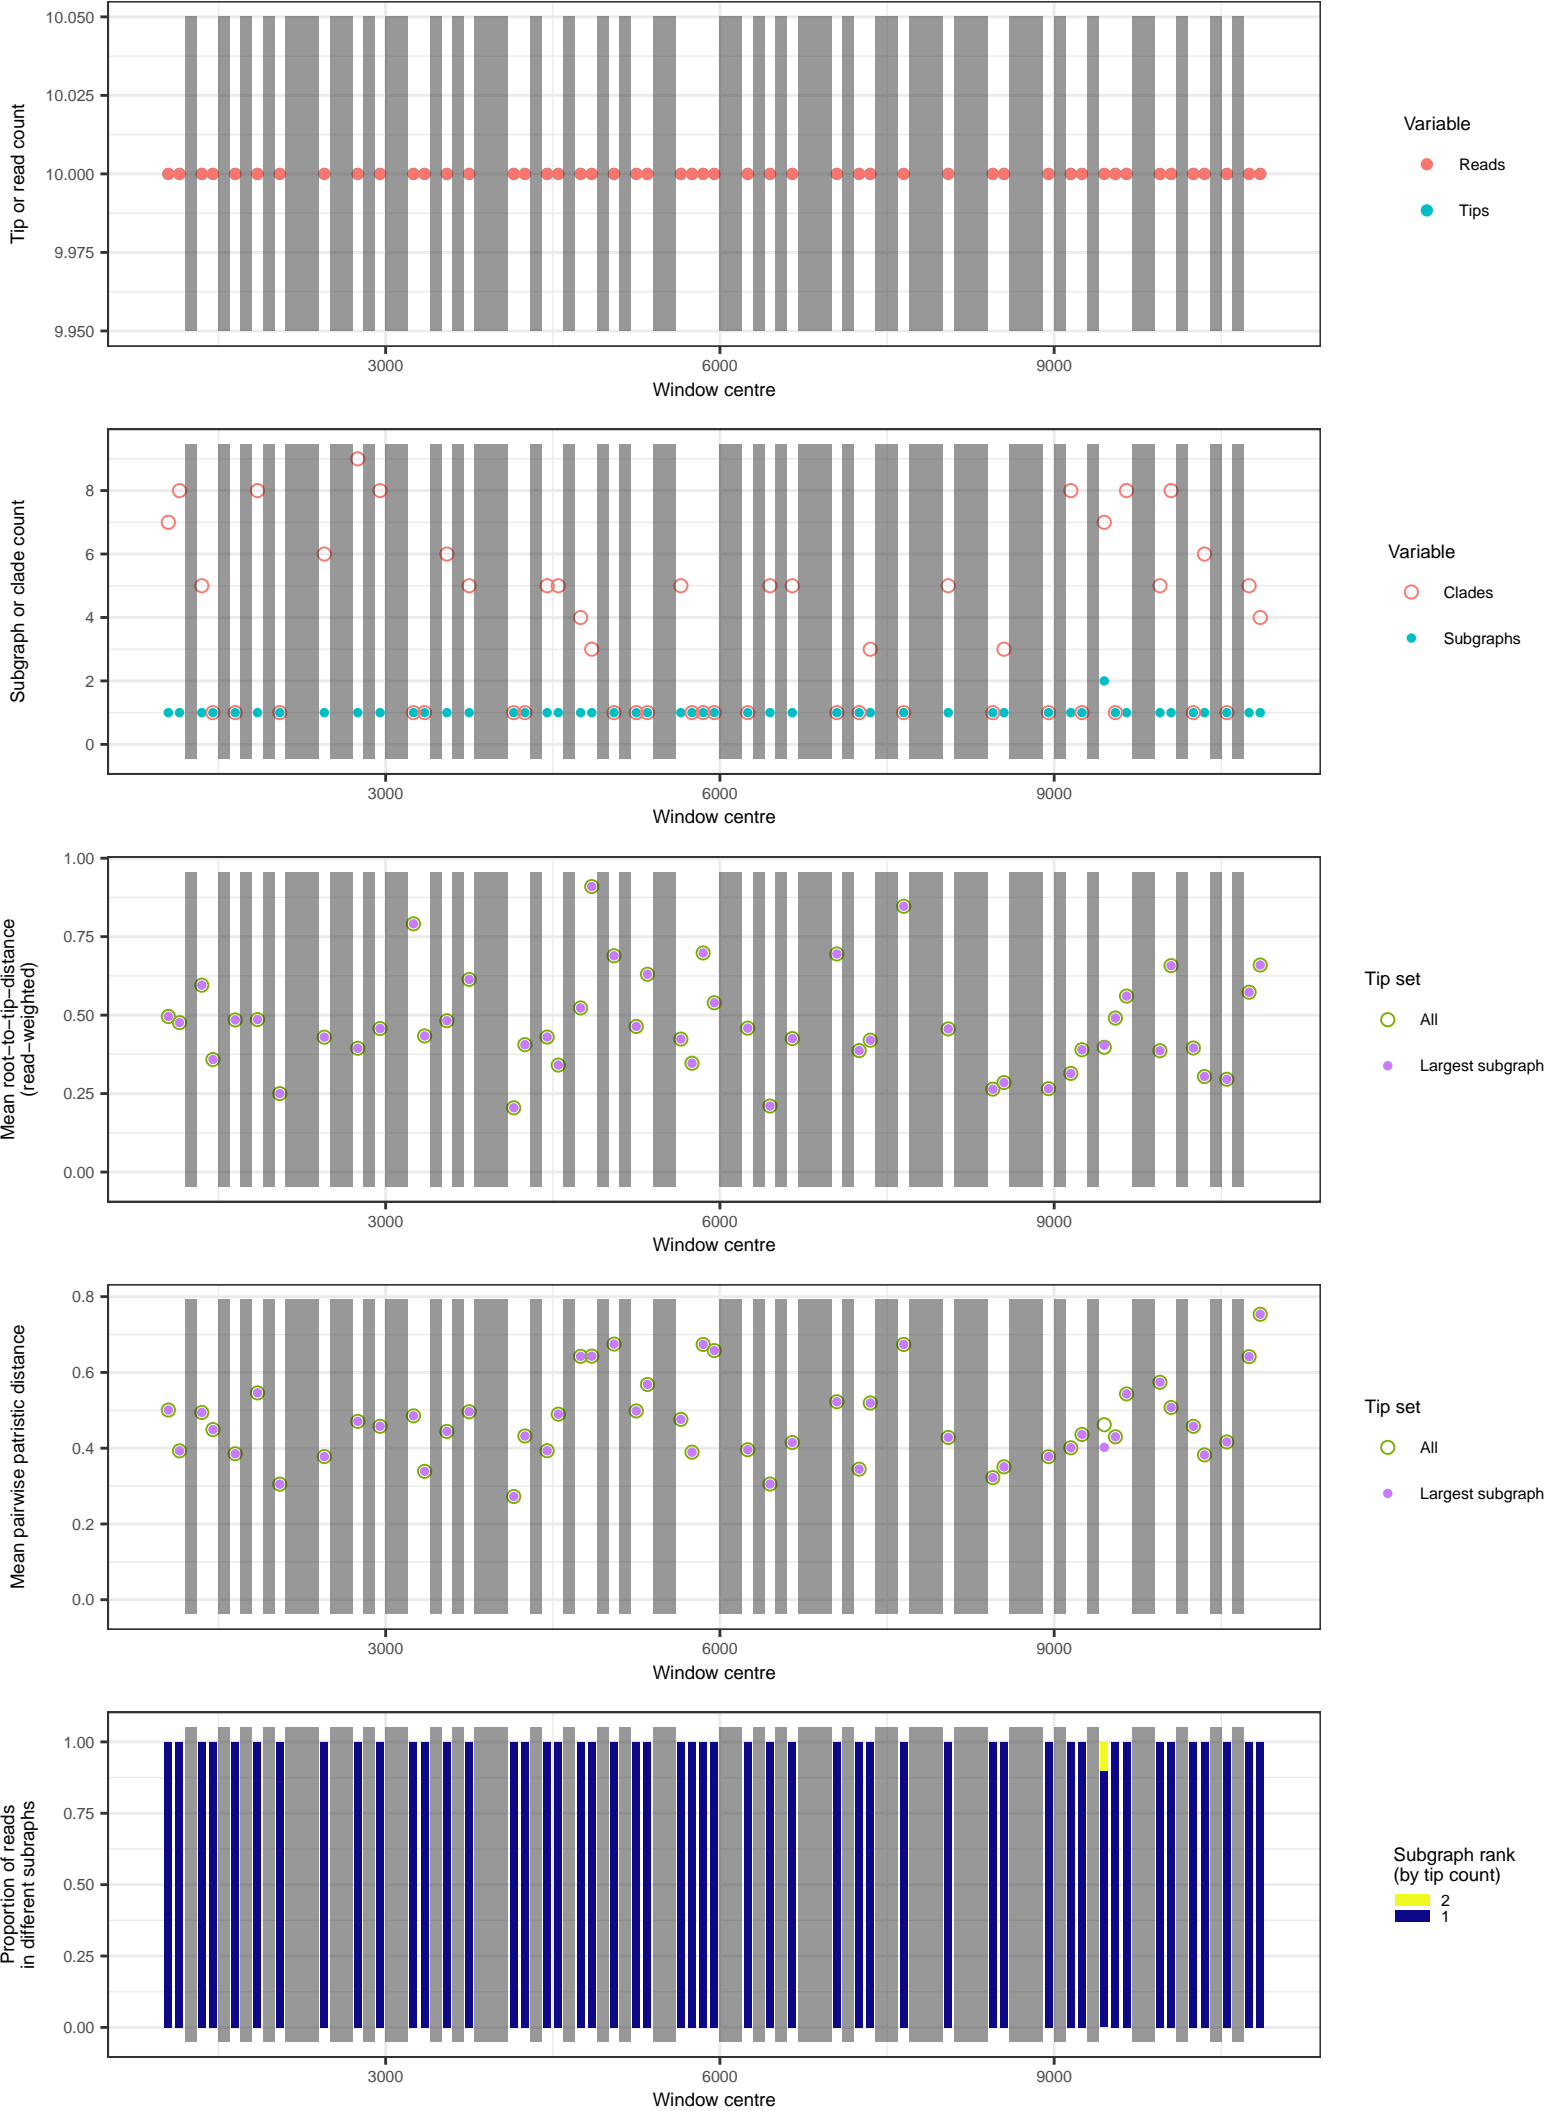 10.050
10.025
10.000
9.975
9.950
Tip or read count
3000
6000
9000
Window centre
Variable
Reads
Tips
8
6
4
2
0
Subgraph or clade count
3000
6000
9000
Window centre
Variable
Clades
Subgraphs
1.00
0.75
0.50
0.25
0.00
Mean root−to−tip−distance
(read−weighted)
3000
6000
9000
Window centre
Tip set
All
Largest subgraph
0.8
0.6
0.4
0.2
0.0
Mean pairwise patristic distance
3000
6000
9000
Window centre
Tip set
All
Largest subgraph
1.00
0.75
0.50
0.25
0.00
Proportion of reads
in different subraphs
3000
6000
9000
Window centre
Subgraph rank
(by tip count)
2
1